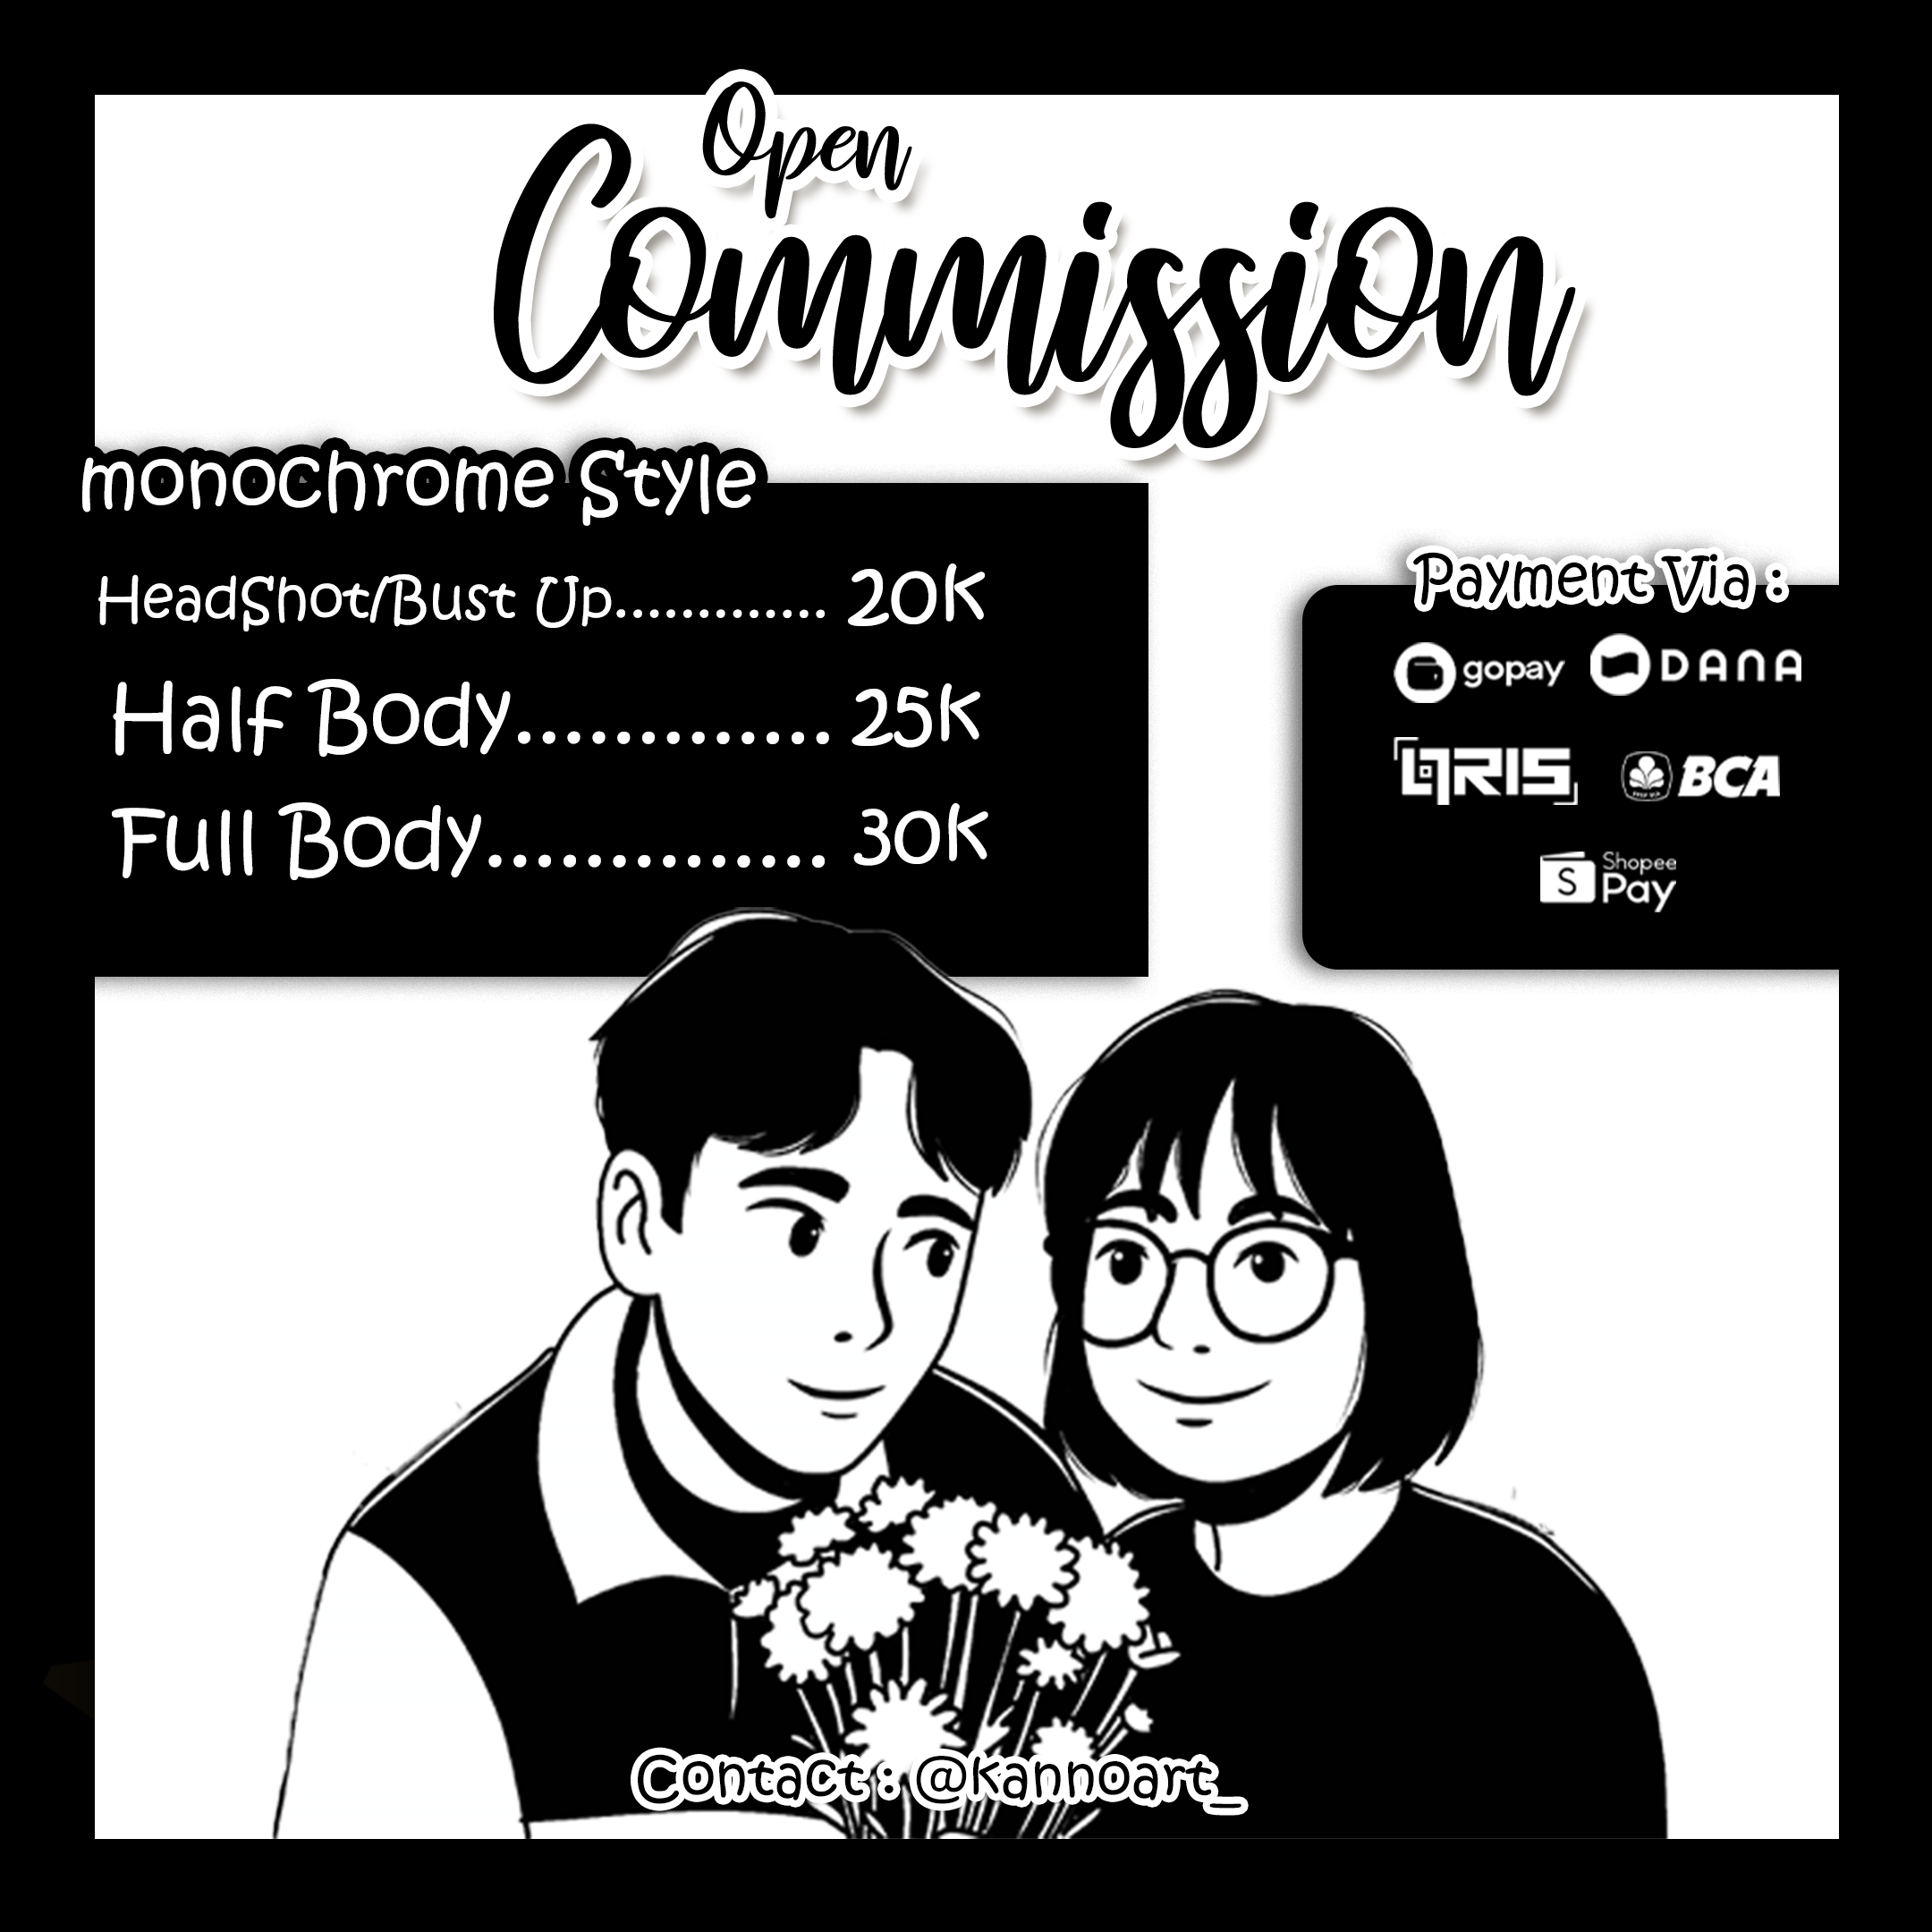 Open
Commission
monochrome Style
HeadShot/Bust Up............. 20K
Half Body............. 25K
Full Body.............. 30K
Payment Via :
gopay DANA
QRIS BCA
Shopee
Pay
Contact : @kannoart_